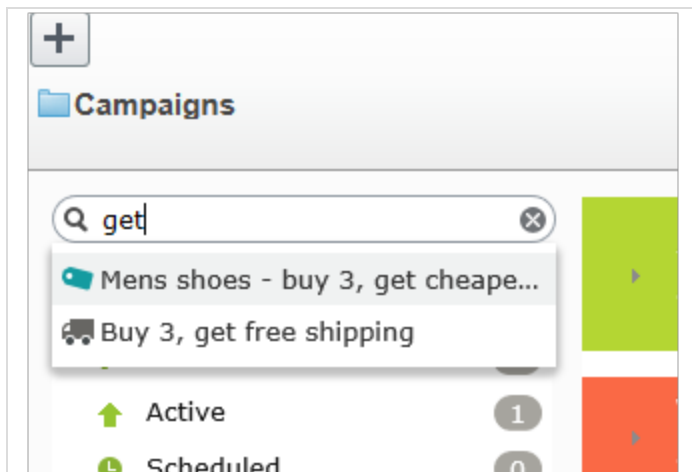 Campaigns
get
Mens shoes - buy 3, get cheape...
Buy 3, get free shipping
Active 1
Scheduled 0